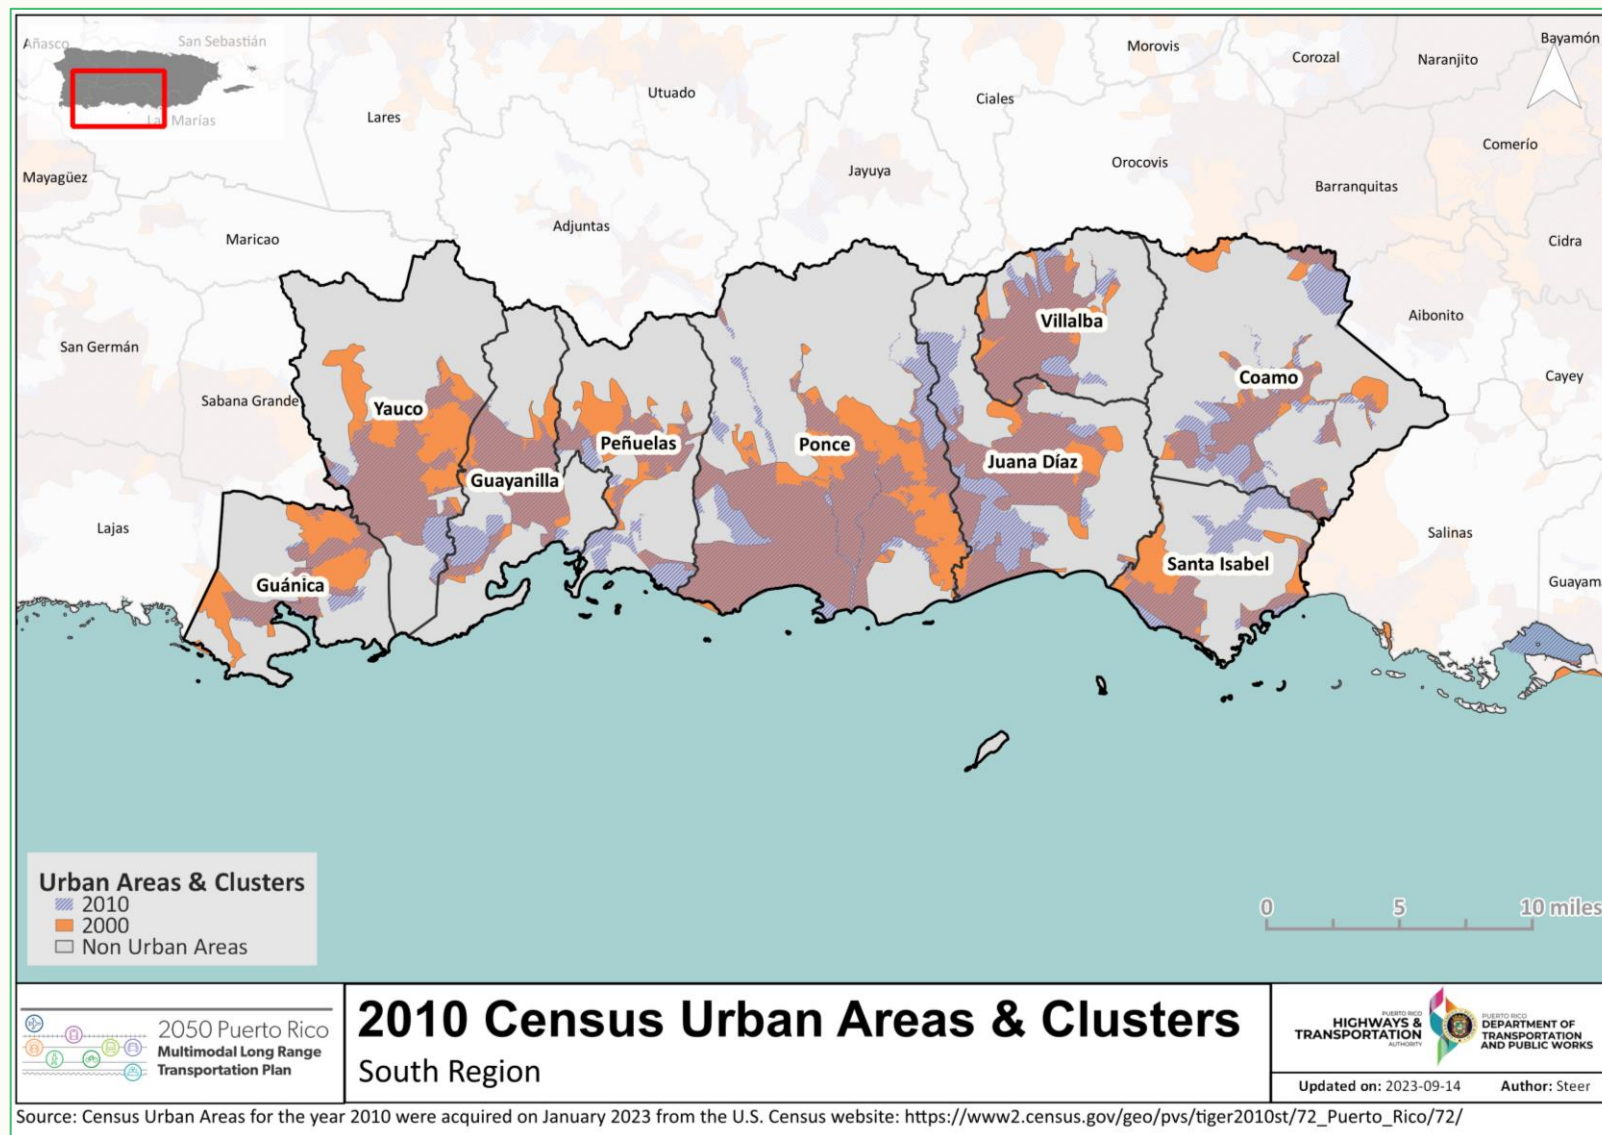 Añasco
San Sebastián
Las Marías
Mayagüez
Lares
Utuado
Ciales
Morovis
Corozal
Naranjito
Bayamón
Comerío
Orocovis
Barranquitas
Jayuya
Adjuntas
Maricao
Cidra
San Germán
Sabana Grande
Aibonito
Cayey
Lajas
Salinas
Guayam
Yauco
Guayanilla
Peñuelas
Ponce
Villalba
Coamo
Juana Díaz
Guánica
Santa Isabel
Urban Areas & Clusters
2010
2000
Non Urban Areas
0 5 10 miles
2050 Puerto Rico
Multimodal Long Range
Transportation Plan
2010 Census Urban Areas & Clusters
South Region
PUERTO RICO
HIGHWAYS &
TRANSPORTATION
AUTHORITY
PUERTO RICO
DEPARTMENT OF
TRANSPORTATION
AND PUBLIC WORKS
Updated on: 2023-09-14 Author: Steer
Source: Census Urban Areas for the year 2010 were acquired on January 2023 from the U.S. Census website: https://www2.census.gov/geo/pvs/tiger2010st/72_Puerto_Rico/72/